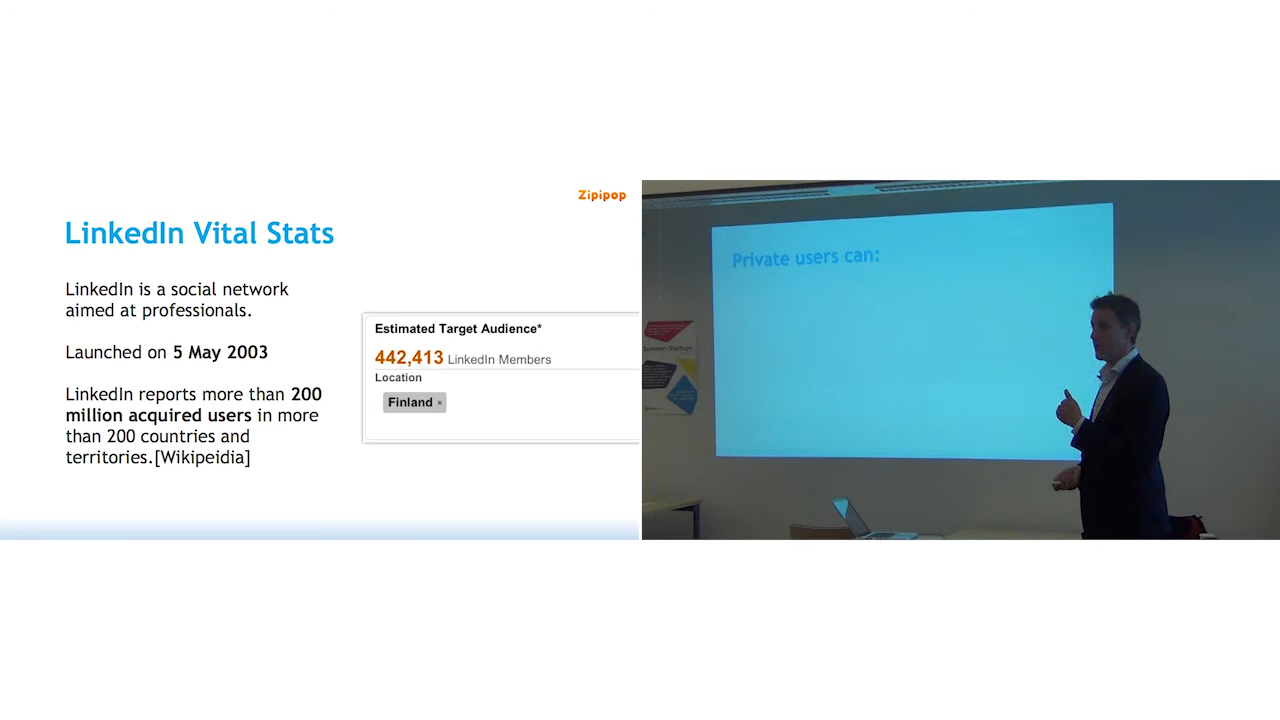 Zipipop
LinkedIn Vital Stats
LinkedIn is a social network
aimed at professionals.
Launched on 5 May 2003
LinkedIn reports more than 200
million acquired users in more
than 200 countries and
territories.[Wikipeidia]
Estimated Target Audience*
442,413 LinkedIn Members
Location
Finland ×
Private users can:
Summer Startups